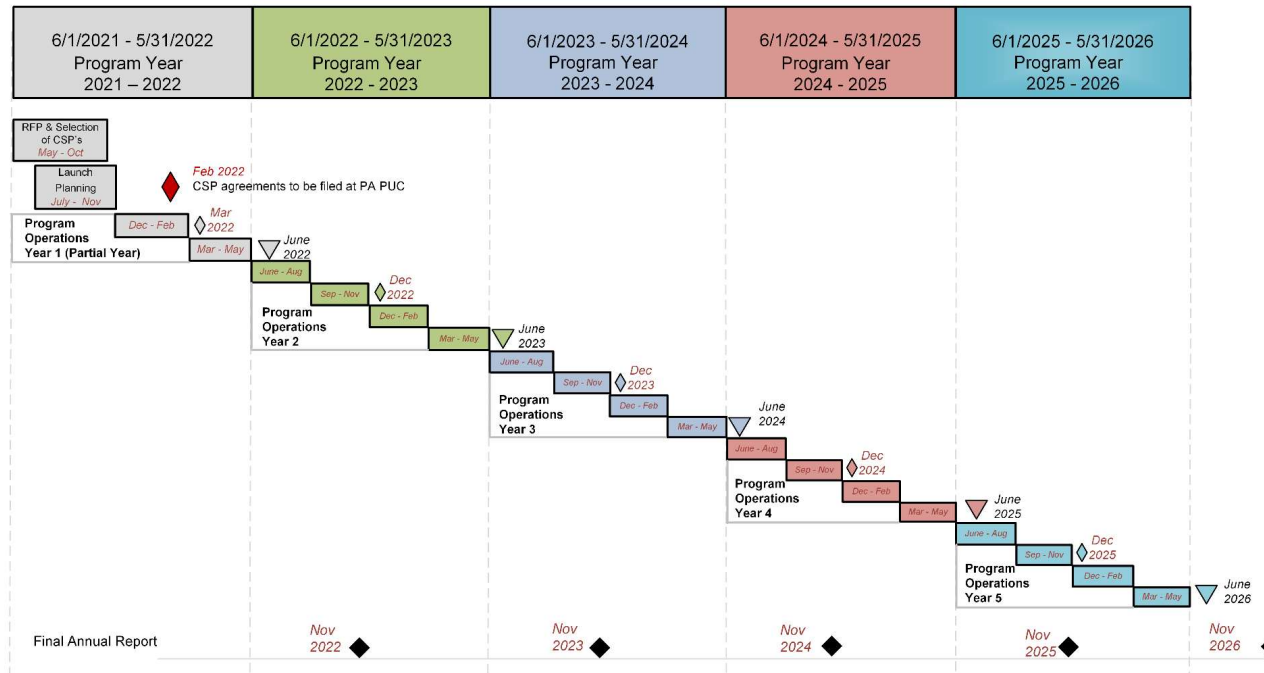 6/1/2021 - 5/31/2022
Program Year
2021 – 2022
6/1/2022 - 5/31/2023
Program Year
2022 - 2023
6/1/2023 - 5/31/2024
Program Year
2023 - 2024
6/1/2024 - 5/31/2025
Program Year
2024 - 2025
6/1/2025 - 5/31/2026
Program Year
2025 - 2026
RFP & Selection
of CSP's
May - Oct
Launch
Planning
July - Nov
Feb 2022
CSP agreements to be filed at PA PUC
Program
Operations
Year 1 (Partial Year)
Dec - Feb
Mar
2022
Mar - May
June
2022
June - Aug
Sep - Nov
Dec
2022
Program
Operations
Year 2
Dec - Feb
Mar - May
June
2023
June - Aug
Sep - Nov
Dec
2023
Program
Operations
Year 3
Dec - Feb
Mar - May
June
2024
June - Aug
Sep - Nov
Dec
2024
Program
Operations
Year 4
Dec - Feb
Mar - May
June
2025
June - Aug
Sep - Nov
Dec
2025
Program
Operations
Year 5
Dec - Feb
Mar - May
June
2026
Final Annual Report
Nov
2022
Nov
2023
Nov
2024
Nov
2025
Nov
2026